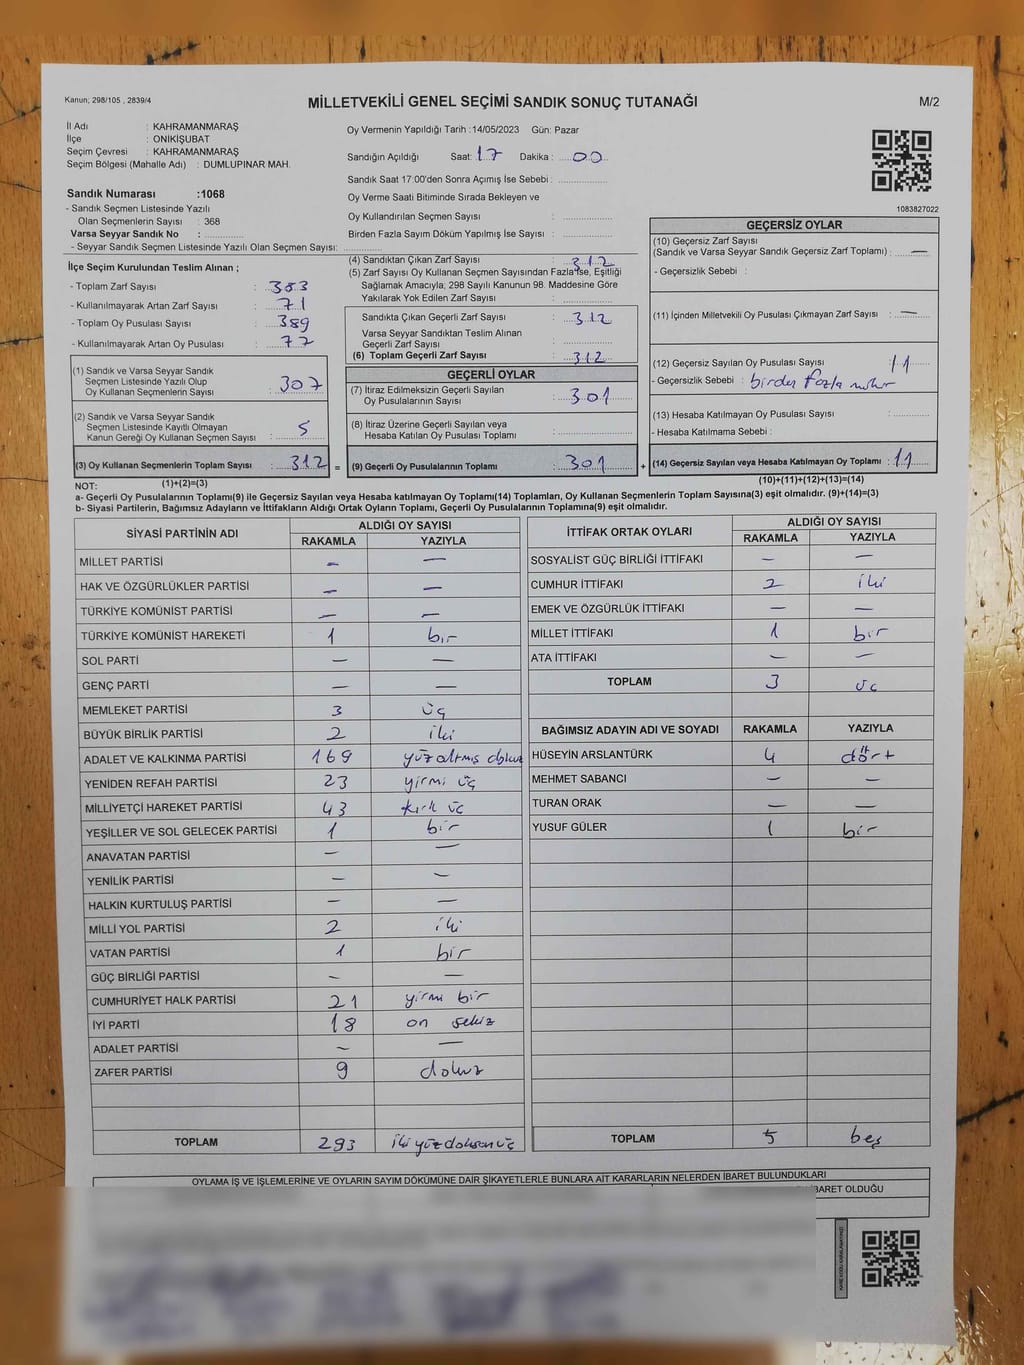 Kanun; 298/105 , 2839/4
MİLLETVEKİLİ GENEL SEÇİMİ SANDIK SONUÇ TUTANAĞI
M/2
İl Adı : KAHRAMANMARAŞ
İlçe : ONİKİŞUBAT
Seçim Çevresi : KAHRAMANMARAŞ
Seçim Bölgesi (Mahalle Adı) : DUMLUPINAR MAH.
Sandık Numarası :1068
- Sandık Seçmen Listesinde Yazılı
Olan Seçmenlerin Sayısı : 368
Varsa Seyyar Sandık No :
- Seyyar Sandık Seçmen Listesinde Yazılı Olan Seçmen Sayısı:
Oy Vermenin Yapıldığı Tarih :14/05/2023 Gün: Pazar
Sandığın Açıldığı Saat: 17 Dakika : 00
Sandık Saat 17:00'den Sonra Açımış İse Sebebi :
Oy Verme Saati Bitiminde Sırada Bekleyen ve
Oy Kullandırılan Seçmen Sayısı :
Birden Fazla Sayım Döküm Yapılmış İse Sayısı :
1083827022
İlçe Seçim Kurulundan Teslim Alınan ;
- Toplam Zarf Sayısı : 383
- Kullanılmayarak Artan Zarf Sayısı : 71
- Toplam Oy Pusulası Sayısı : 389
- Kullanılmayarak Artan Oy Pusulası : 77
(1) Sandık ve Varsa Seyyar Sandık
Seçmen Listesinde Yazılı Olup
Oy Kullanan Seçmenlerin Sayısı : 307
(2) Sandık ve Varsa Seyyar Sandık
Seçmen Listesinde Kayıtlı Olmayan
Kanun Gereği Oy Kullanan Seçmen Sayısı : 5
(3) Oy Kullanan Seçmenlerin Toplam Sayısı : 312 =
(4) Sandıktan Çıkan Zarf Sayısı : 312
(5) Zarf Sayısı Oy Kullanan Seçmen Sayısından Fazla İse, Eşitliği
Sağlamak Amacıyla; 298 Sayılı Kanunun 98. Maddesine Göre
Yakılarak Yok Edilen Zarf Sayısı :
Sandıkta Çıkan Geçerli Zarf Sayısı : 312
Varsa Seyyar Sandıktan Teslim Alınan
Geçerli Zarf Sayısı :
(6) Toplam Geçerli Zarf Sayısı : 312
GEÇERLİ OYLAR
(7) İtiraz Edilmeksizin Geçerli Sayılan
Oy Pusulalarının Sayısı : 301
(8) İtiraz Üzerine Geçerli Sayılan veya
Hesaba Katılan Oy Pusulası Toplamı :
(9) Geçerli Oy Pusulalarının Toplamı : 301 +
GEÇERSİZ OYLAR
(10) Geçersiz Zarf Sayısı
(Sandık ve Varsa Seyyar Sandık Geçersiz Zarf Toplamı) : —
- Geçersizlik Sebebi :
(11) İçinden Milletvekili Oy Pusulası Çıkmayan Zarf Sayısı : —
(12) Geçersiz Sayılan Oy Pusulası Sayısı : 11
- Geçersizlik Sebebi : birden fazla mühür
(13) Hesaba Katılmayan Oy Pusulası Sayısı :
- Hesaba Katılmama Sebebi :
(14) Geçersiz Sayılan veya Hesaba Katılmayan Oy Toplamı : 11
NOT: (1)+(2)=(3) (10)+(11)+(12)+(13)=(14)
a- Geçerli Oy Pusulalarının Toplamı(9) ile Geçersiz Sayılan veya Hesaba katılmayan Oy Toplamı(14) Toplamları, Oy Kullanan Seçmenlerin Toplam Sayısına(3) eşit olmalıdır. (9)+(14)=(3)
b- Siyasi Partilerin, Bağımsız Adayların ve İttifakların Aldığı Ortak Oyların Toplamı, Geçerli Oy Pusulalarının Toplamına(9) eşit olmalıdır.
SİYASİ PARTİNİN ADI ALDIĞI OY SAYISI
RAKAMLA YAZIYLA
MİLLET PARTİSİ — —
HAK VE ÖZGÜRLÜKLER PARTİSİ — —
TÜRKİYE KOMÜNİST PARTİSİ — —
TÜRKİYE KOMÜNİST HAREKETİ 1 bir
SOL PARTİ — —
GENÇ PARTİ — —
MEMLEKET PARTİSİ 3 üç
BÜYÜK BİRLİK PARTİSİ 2 iki
ADALET VE KALKINMA PARTİSİ 169 yüz altmış dokuz
YENİDEN REFAH PARTİSİ 23 yirmi üç
MİLLİYETÇİ HAREKET PARTİSİ 43 kırk üç
YEŞİLLER VE SOL GELECEK PARTİSİ 1 bir
ANAVATAN PARTİSİ — —
YENİLİK PARTİSİ — —
HALKIN KURTULUŞ PARTİSİ — —
MİLLİ YOL PARTİSİ 2 iki
VATAN PARTİSİ 1 bir
GÜÇ BİRLİĞİ PARTİSİ — —
CUMHURİYET HALK PARTİSİ 21 yirmi bir
İYİ PARTİ 18 on sekiz
ADALET PARTİSİ — —
ZAFER PARTİSİ 9 dokuz
TOPLAM 293 iki yüz doksan üç
İTTİFAK ORTAK OYLARI ALDIĞI OY SAYISI
RAKAMLA YAZIYLA
SOSYALİST GÜÇ BİRLİĞİ İTTİFAKI — —
CUMHUR İTTİFAKI 2 iki
EMEK VE ÖZGÜRLÜK İTTİFAKI — —
MİLLET İTTİFAKI 1 bir
ATA İTTİFAKI — —
TOPLAM 3 üç
BAĞIMSIZ ADAYIN ADI VE SOYADI RAKAMLA YAZIYLA
HÜSEYİN ARSLANTÜRK 4 dört
MEHMET SABANCI — —
TURAN ORAK — —
YUSUF GÜLER 1 bir
TOPLAM 5 beş
OYLAMA İŞ VE İŞLEMLERİNE VE OYLARIN SAYIM DÖKÜMÜNE DAİR ŞİKAYETLERLE BUNLARA AİT KARARLARIN NELERDEN İBARET BULUNDUKLARI
İBARET OLDUĞU